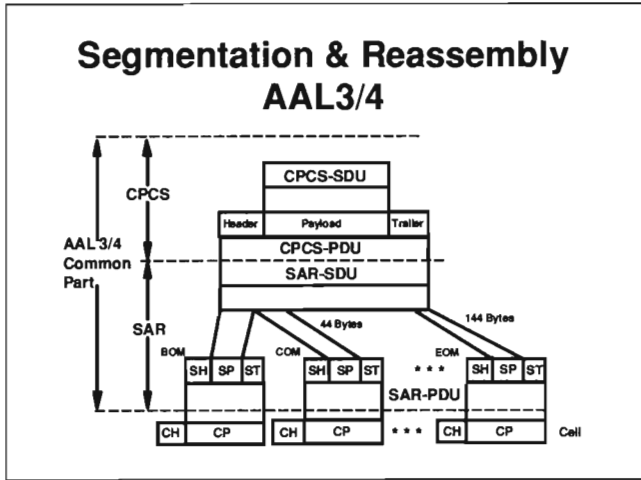 Segmentation & Reassembly
AAL3/4
CPCS-SDU
CPCS
Header Payload Trailer
AAL 3/4
Common
Part
CPCS-PDU
SAR-SDU
SAR
44 Bytes
144 Bytes
BOM
COM
EOM
SH SP ST
SH SP ST
* * *
SH SP ST
SAR-PDU
CH CP
CH CP
* * *
CH CP
Cell